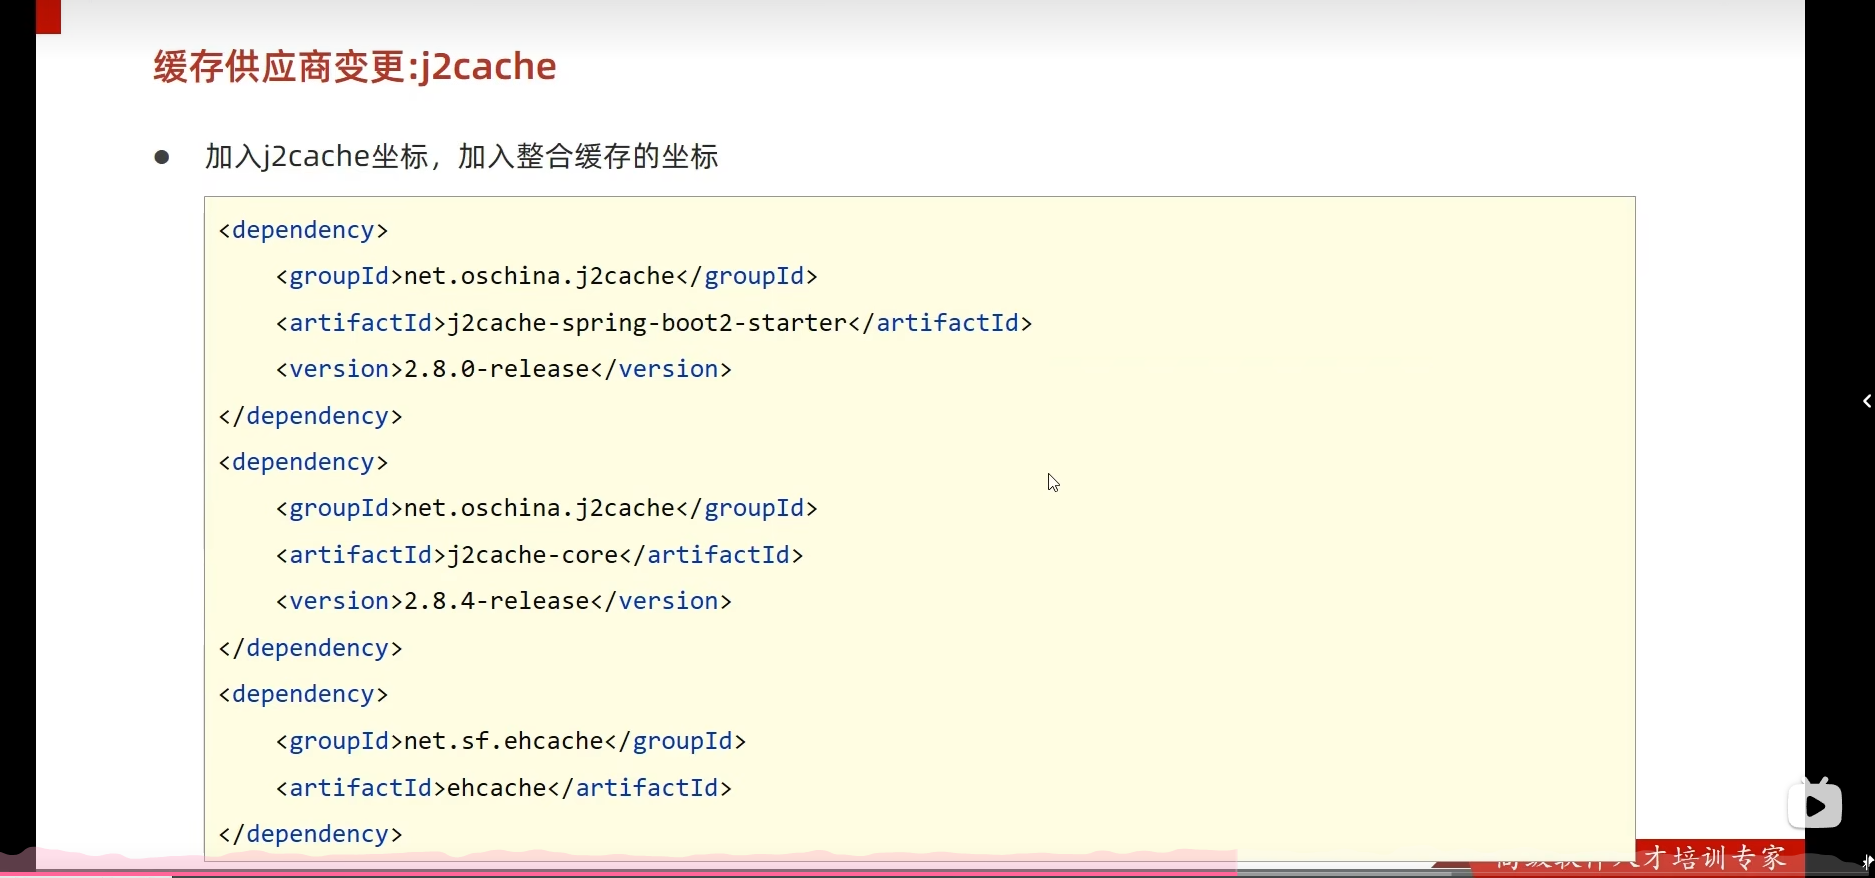 缓存供应商变更:j2cache
● 加入j2cache坐标，加入整合缓存的坐标
<dependency>
<groupId>net.oschina.j2cache</groupId>
<artifactId>j2cache-spring-boot2-starter</artifactId>
<version>2.8.0-release</version>
</dependency>
<dependency>
<groupId>net.oschina.j2cache</groupId>
<artifactId>j2cache-core</artifactId>
<version>2.8.4-release</version>
</dependency>
<dependency>
<groupId>net.sf.ehcache</groupId>
<artifactId>ehcache</artifactId>
</dependency>
才培训专家